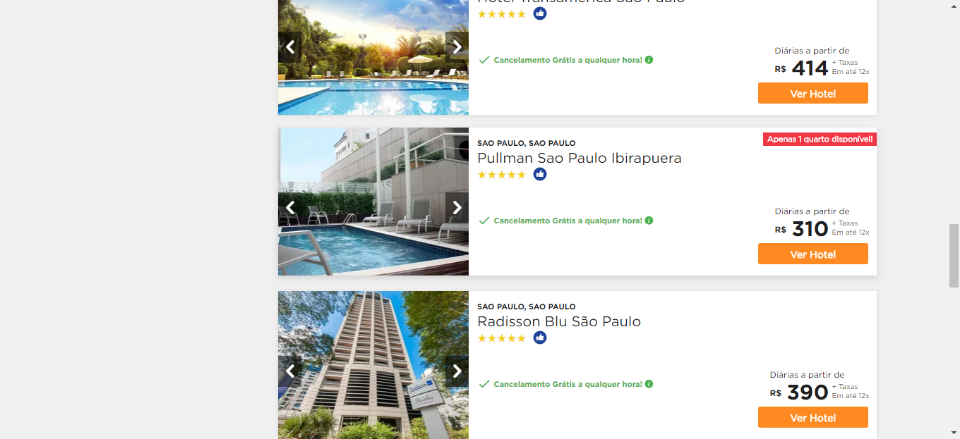 Hotel Transamerica São Paulo
Cancelamento Grátis a qualquer hora!
Diárias a partir de
R$ 414 + Taxas
Em até 12x
Ver Hotel
Apenas 1 quarto disponível!
SAO PAULO, SAO PAULO
Pullman Sao Paulo Ibirapuera
Cancelamento Grátis a qualquer hora!
Diárias a partir de
R$ 310 + Taxas
Em até 12x
Ver Hotel
SAO PAULO, SAO PAULO
Radisson Blu São Paulo
Cancelamento Grátis a qualquer hora!
Diárias a partir de
R$ 390 + Taxas
Em até 12x
Ver Hotel